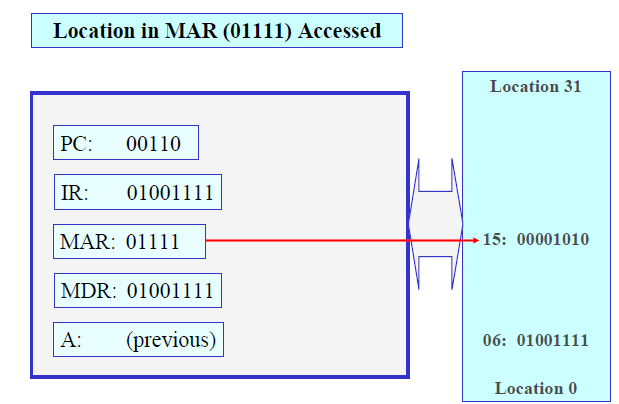 Location in MAR (01111) Accessed
Location 31
PC: 00110
IR: 01001111
MAR: 01111
15: 00001010
MDR: 01001111
A: (previous)
06: 01001111
Location 0